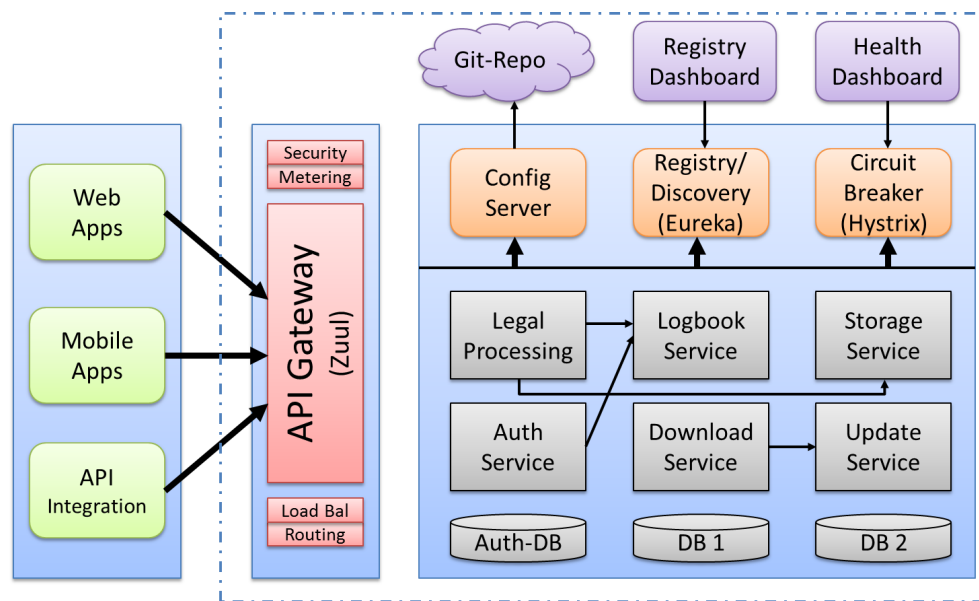 Git-Repo
Registry
Dashboard
Health
Dashboard
Web
Apps
Mobile
Apps
API
Integration
Security
Metering
API Gateway
(Zuul)
Load Bal
Routing
Config
Server
Registry/
Discovery
(Eureka)
Circuit
Breaker
(Hystrix)
Legal
Processing
Logbook
Service
Storage
Service
Auth
Service
Download
Service
Update
Service
Auth-DB
DB 1
DB 2